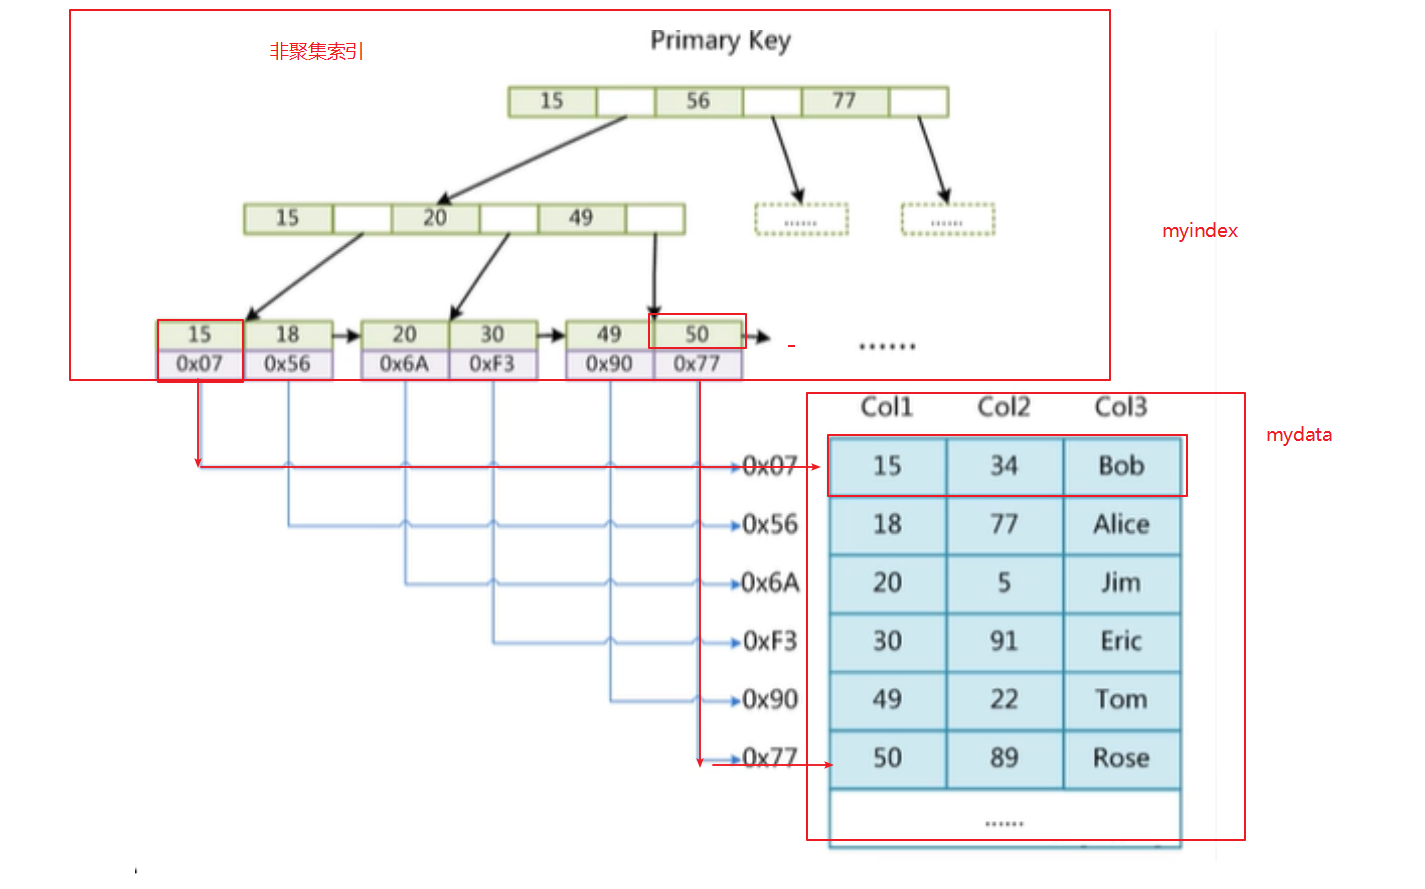 Primary Key
非聚集索引
15 56 77
15 20 49
...... ......
myindex
15 18 20 30 49 50
0x07 0x56 0x6A 0xF3 0x90 0x77
......
Col1 Col2 Col3
mydata
0x07 15 34 Bob
0x56 18 77 Alice
0x6A 20 5 Jim
0xF3 30 91 Eric
0x90 49 22 Tom
0x77 50 89 Rose
......